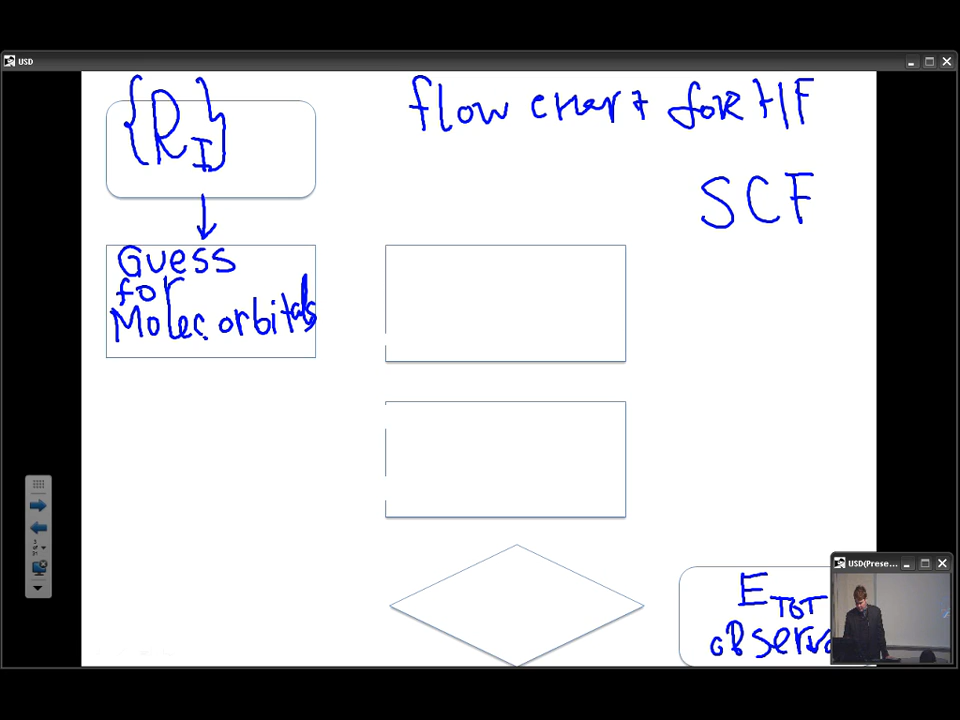 USD
{R_I}
flow chart for HF
SCF
Guess
for
Molec. orbitals
USD(Prese...
E_TOT
observa